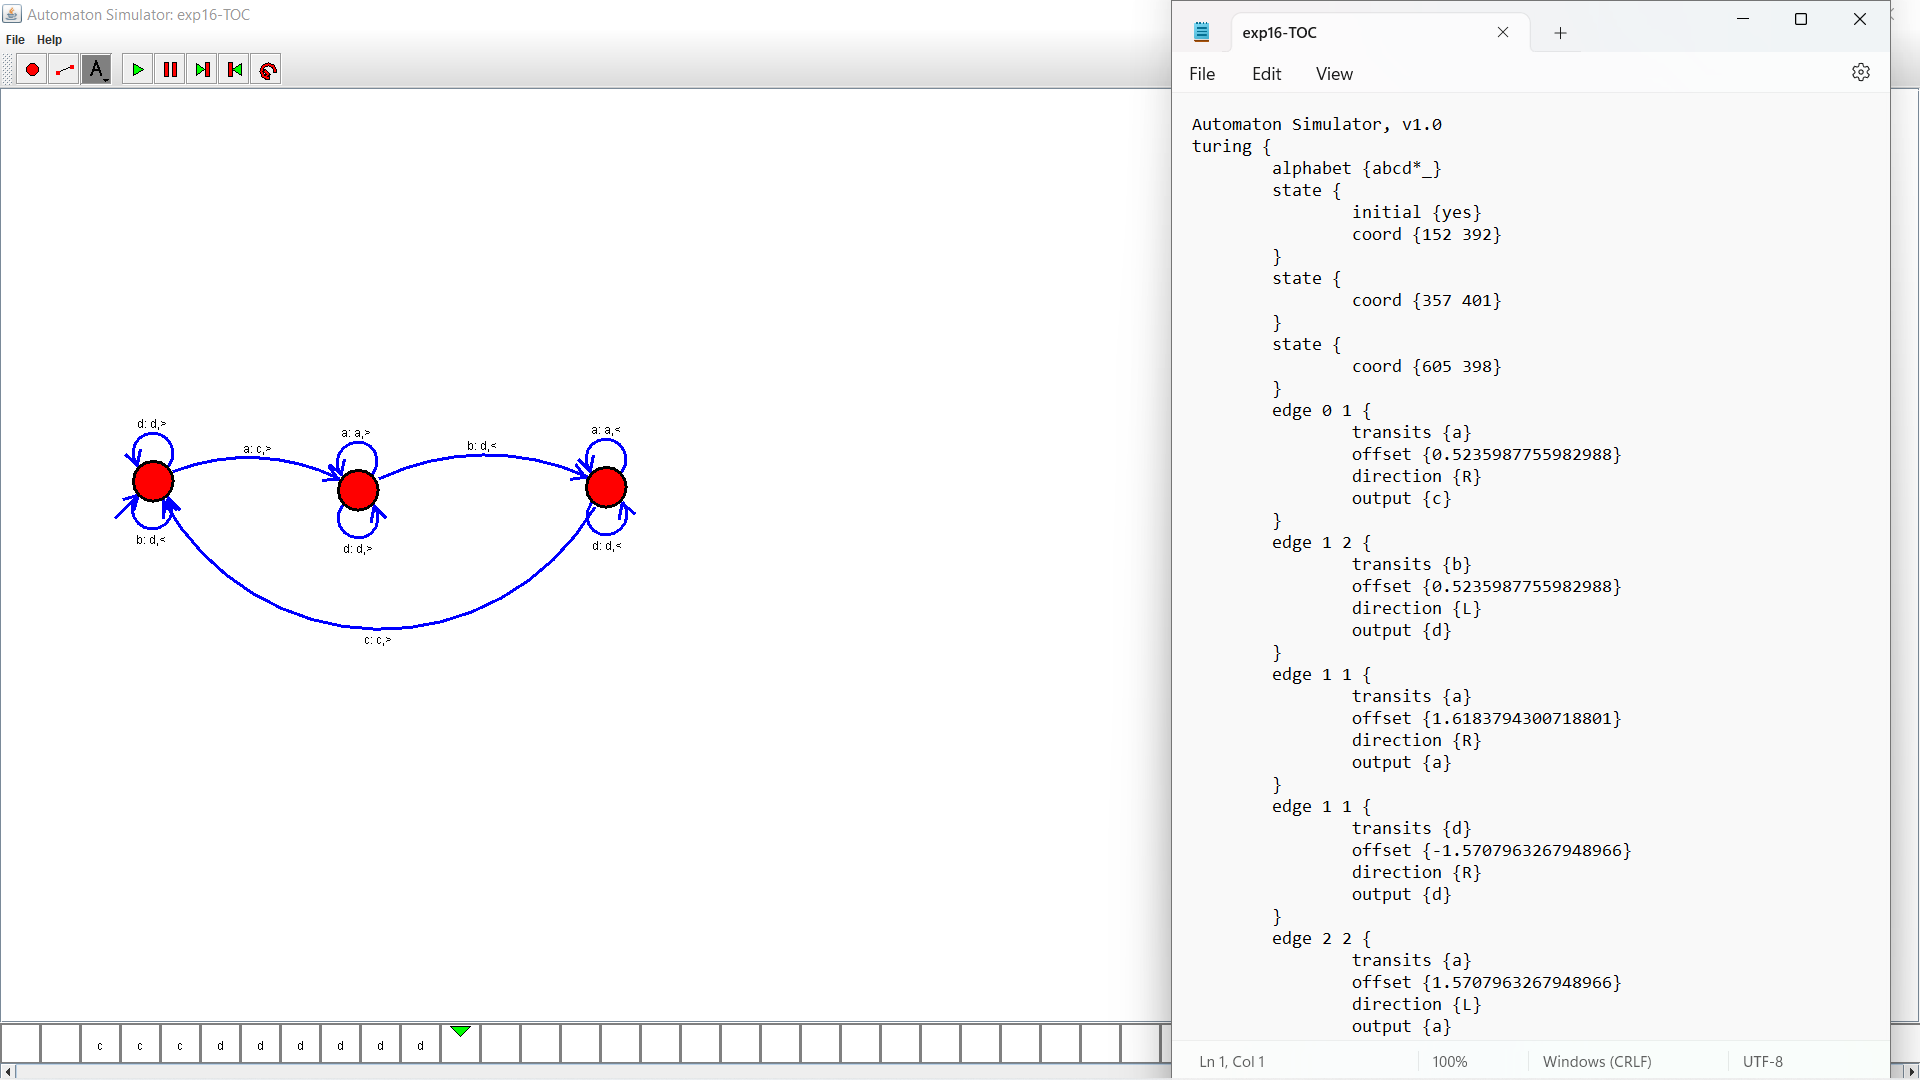 Automaton Simulator: exp16-TOC
File Help
A
d: d,>
a: c,>
a: a,>
b: d,<
a: a,<
b: d,<
d: d,>
d: d,<
c: c,>
c c c d d d d d d
exp16-TOC
File Edit View
Automaton Simulator, v1.0
turing {
alphabet {abcd*_}
state {
initial {yes}
coord {152 392}
}
state {
coord {357 401}
}
state {
coord {605 398}
}
edge 0 1 {
transits {a}
offset {0.5235987755982988}
direction {R}
output {c}
}
edge 1 2 {
transits {b}
offset {0.5235987755982988}
direction {L}
output {d}
}
edge 1 1 {
transits {a}
offset {1.6183794300718801}
direction {R}
output {a}
}
edge 1 1 {
transits {d}
offset {-1.5707963267948966}
direction {R}
output {d}
}
edge 2 2 {
transits {a}
offset {1.5707963267948966}
direction {L}
output {a}
Ln 1, Col 1 100% Windows (CRLF) UTF-8